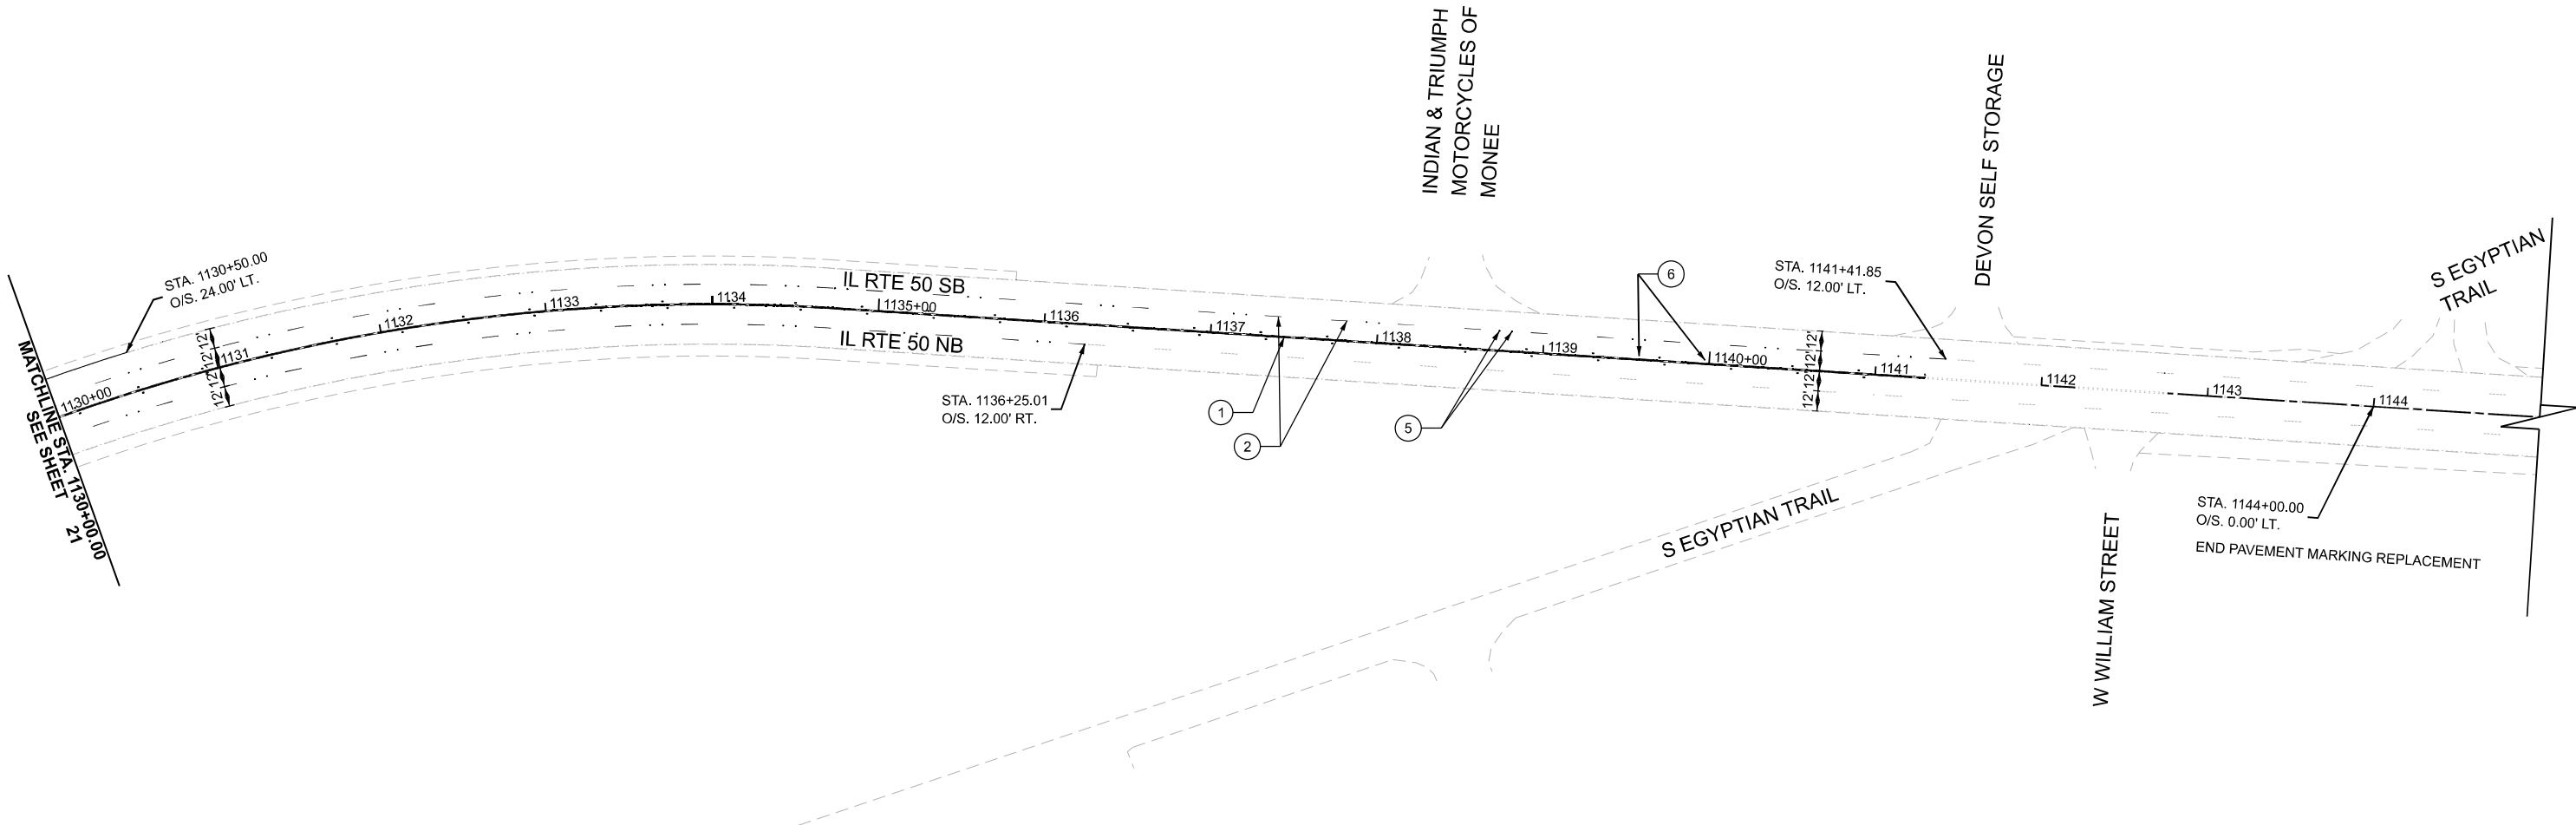 INDIAN & TRIUMPH
MOTORCYCLES OF
MONEE
DEVON SELF STORAGE
S EGYPTIAN
TRAIL
STA. 1130+50.00
O/S. 24.00' LT.
IL RTE 50 SB
IL RTE 50 NB
STA. 1141+41.85
O/S. 12.00' LT.
6
1130+00
1131
1132
1133
1134
1135+00
1136
1137
1138
1139
1140+00
1141
1142
1143
1144
12'
12'
12'
12'
12'
12'
12'
12'
MATCHLINE STA. 1130+00.00
SEE SHEET 21
STA. 1136+25.01
O/S. 12.00' RT.
1
2
5
S EGYPTIAN TRAIL
W WILLIAM STREET
STA. 1144+00.00
O/S. 0.00' LT.
END PAVEMENT MARKING REPLACEMENT